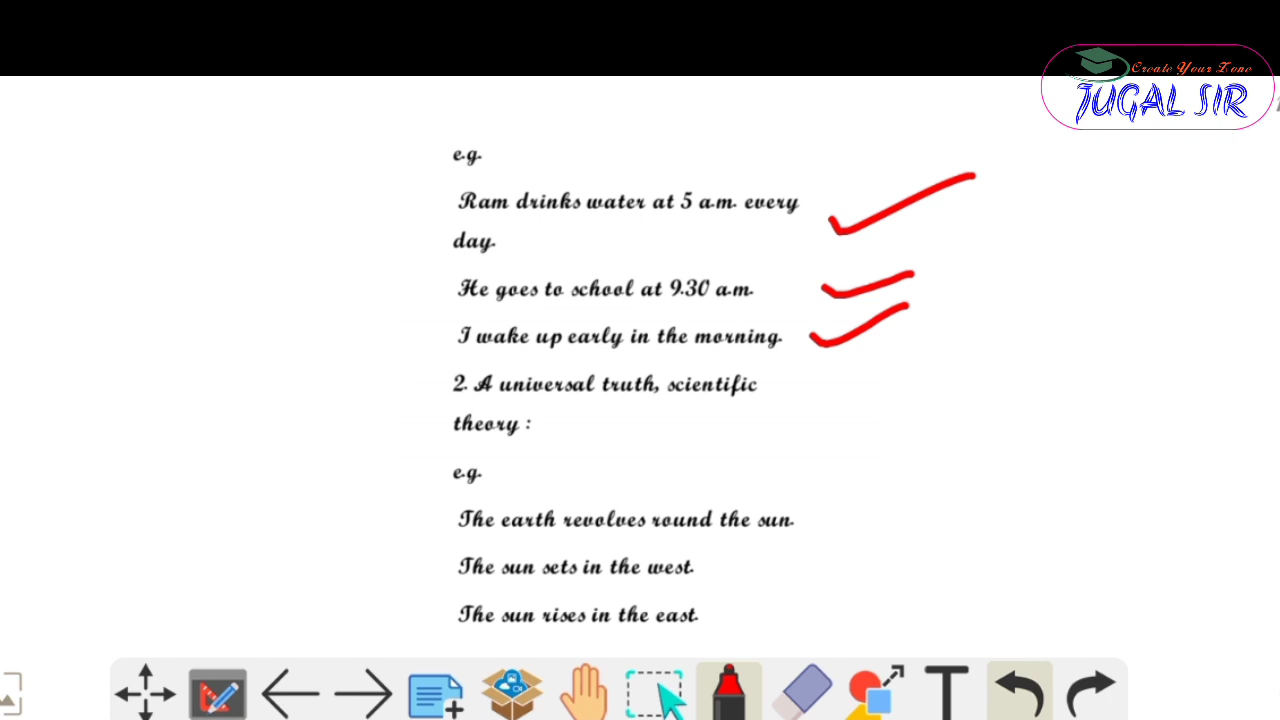 Create Your Zone
JUGAL SIR
e.g.
Ram drinks water at 5 a.m. every
day.
He goes to school at 9.30 a.m.
I wake up early in the morning.
2. A universal truth, scientific
theory :
e.g.
The earth revolves round the sun.
The sun sets in the west.
The sun rises in the east.